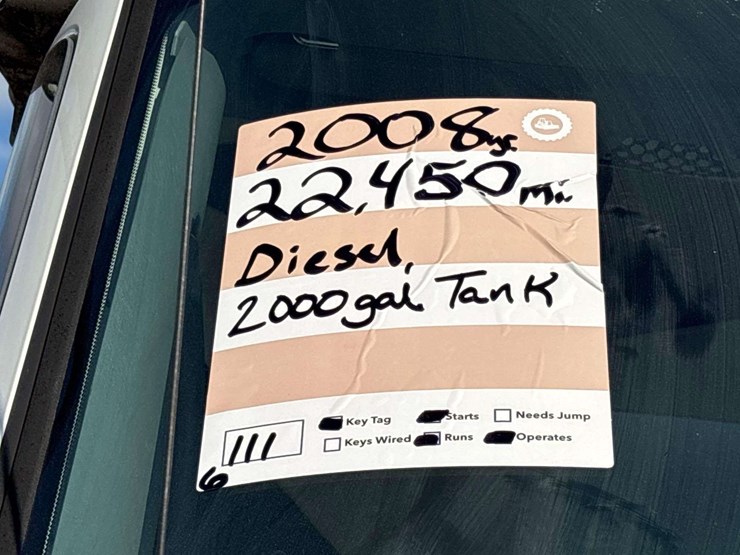 2008 yr.
22,450 mi.
Diesel,
2000 gal Tank
111
Key Tag Starts Needs Jump
Keys Wired Runs Operates
6